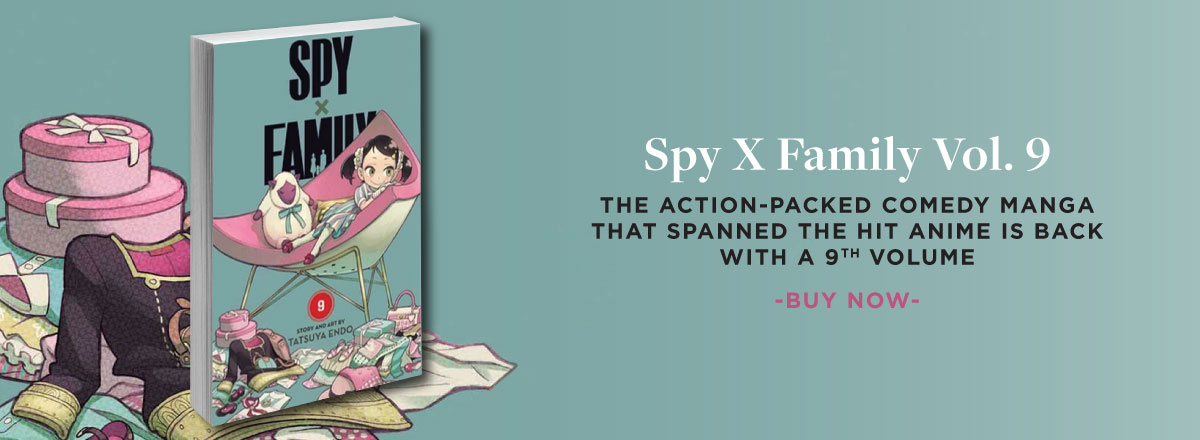 SPY
×
FAMILY
9
STORY AND ART BY
TATSUYA ENDO
Spy X Family Vol. 9
THE ACTION-PACKED COMEDY MANGA
THAT SPANNED THE HIT ANIME IS BACK
WITH A 9TH VOLUME
-BUY NOW-